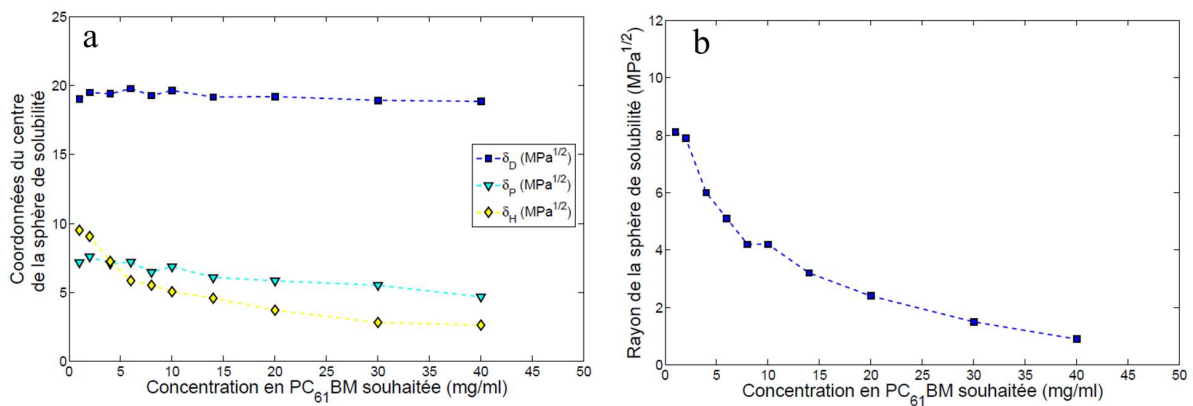 a
25
20
15
10
5
0
Coordonnées du centre
de la sphère de solubilité
δD (MPa1/2)
δP (MPa1/2)
δH (MPa1/2)
0 5 10 15 20 25 30 35 40 45 50
Concentration en PC61BM souhaitée (mg/ml)
b
12
10
8
6
4
2
0
Rayon de la sphère de solubilité (MPa1/2)
0 5 10 15 20 25 30 35 40 45 50
Concentration en PC61BM souhaitée (mg/ml)